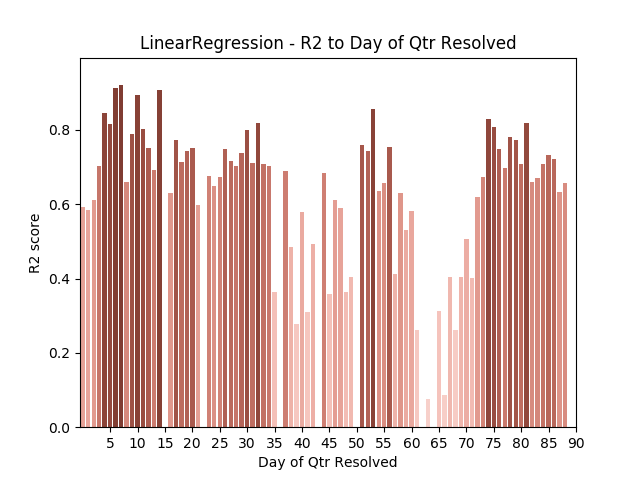 LinearRegression - R2 to Day of Qtr Resolved
R2 score
0.8
0.6
0.4
0.2
0.0
5 10 15 20 25 30 35 40 45 50 55 60 65 70 75 80 85 90
Day of Qtr Resolved